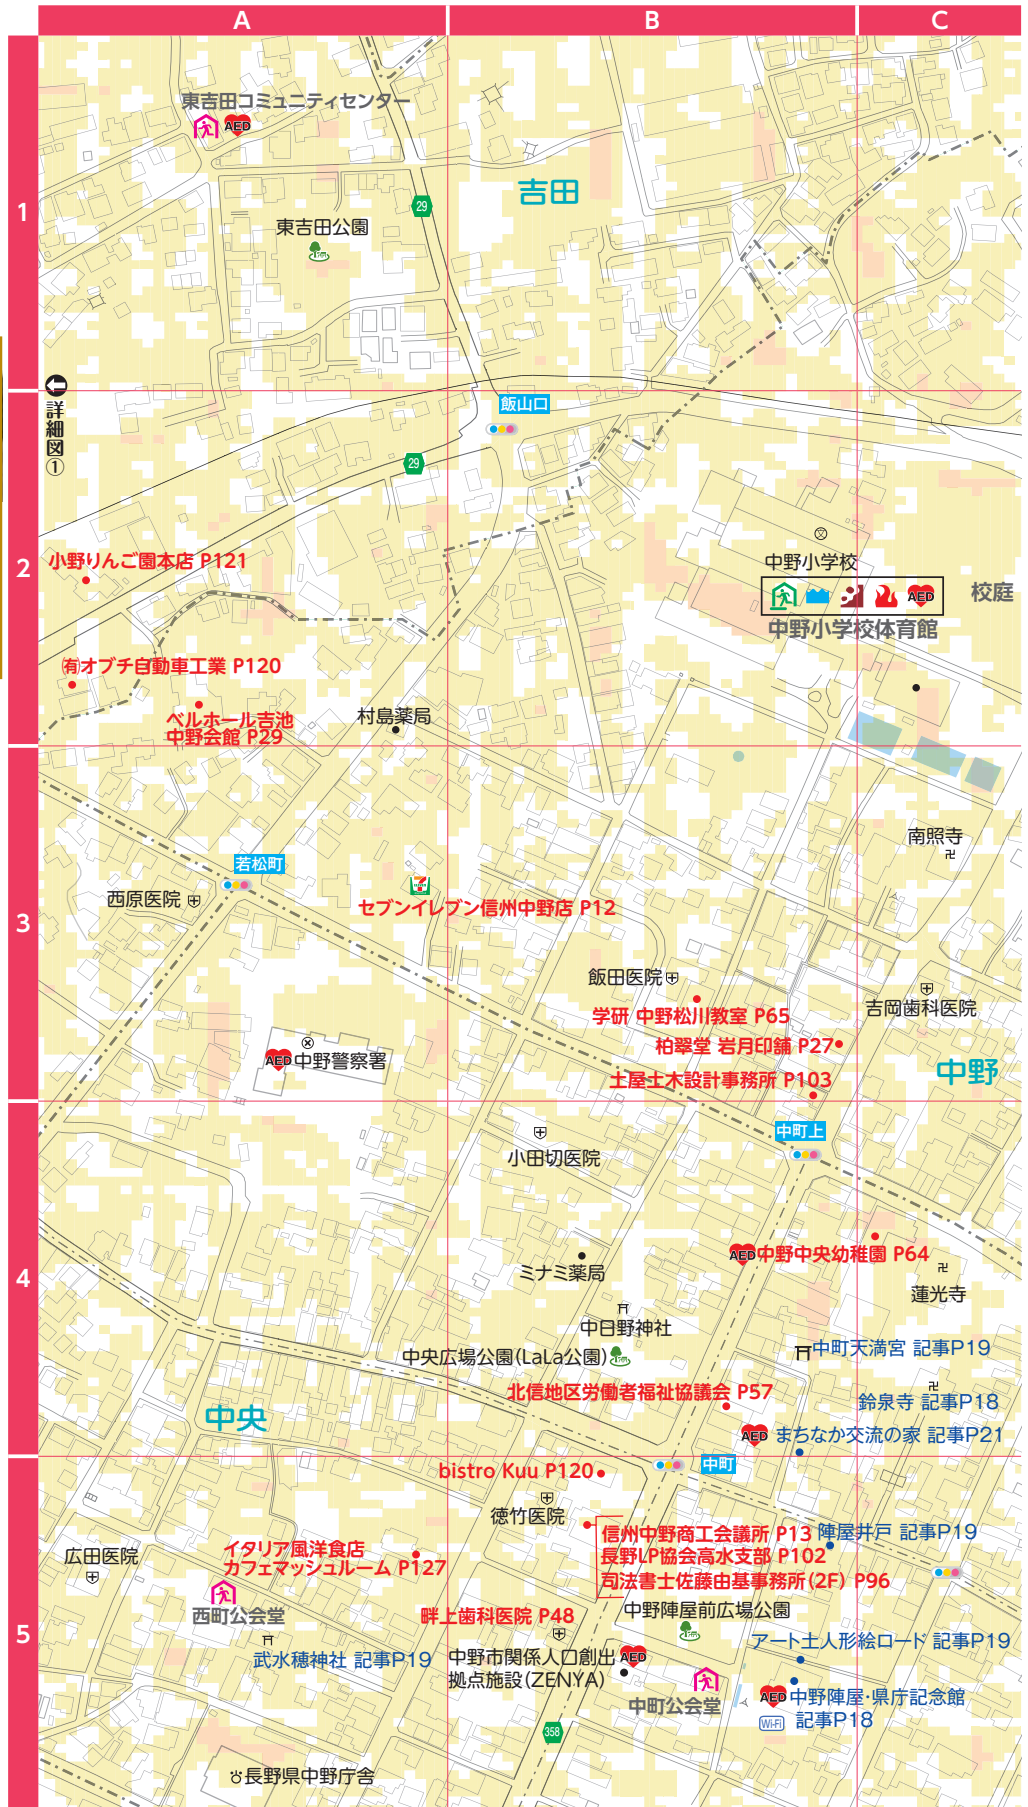 A
B
C
1
東吉田コミュニティセンター
AED
吉田
29
東吉田公園
詳細図①
飯山口
2
29
中野小学校
AED
校庭
中野小学校体育館
小野りんご園本店 P121
㈲オブチ自動車工業 P120
ベルホール吉池
中野会館 P29
村島薬局
3
若松町
西原医院
セブンイレブン信州中野店 P12
南照寺
飯田医院
学研 中野松川教室 P65
吉岡歯科医院
柏翠堂 岩月印舗 P27
AED
中野警察署
土屋土木設計事務所 P103
中野
4
中町上
小田切医院
AED
中野中央幼稚園 P64
ミナミ薬局
蓮光寺
中日野神社
中町天満宮 記事P19
中央広場公園(LaLa公園)
北信地区労働者福祉協議会 P57
鈴泉寺 記事P18
中央
AED
まちなか交流の家 記事P21
5
中町
bistro Kuu P120
徳竹医院
信州中野商工会議所 P13
長野LP協会高水支部 P102
司法書士佐藤由基事務所(2F) P96
陣屋井戸 記事P19
広田医院
イタリア風洋食店
カフェマッシュルーム P127
西町公会堂
畔上歯科医院 P48
中野陣屋前広場公園
武水穂神社 記事P19
中野市関係人口創出
拠点施設(ZENYA)
AED
アート土人形絵ロード 記事P19
中町公会堂
AED
中野陣屋・県庁記念館
記事P18
Wi-Fi
358
長野県中野庁舎